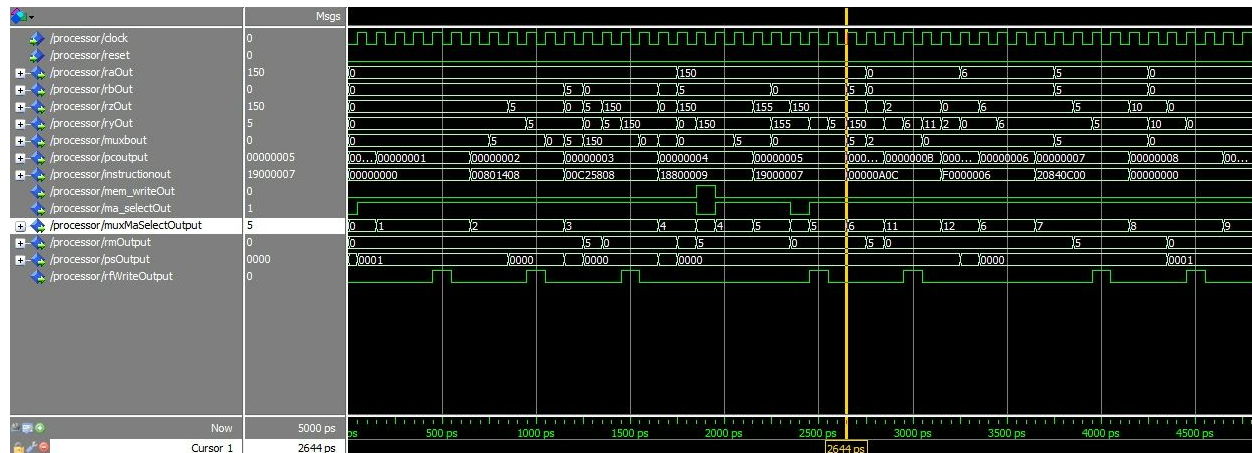 Msgs
/processor/clock 0
/processor/reset 0
/processor/raOut 150 0 150 0 6 5 0
/processor/rbOut 0 0 5 0 5 0 5 0 5 0
/processor/rzOut 150 0 5 0 5 150 0 150 155 150 2 0 6 5 10 0
/processor/ryOut 5 0 5 0 5 150 0 150 155 5 150 6 11 2 0 6 5 10 0
/processor/muxbout 0 0 5 0 5 150 0 0 5 0 5 2 0 5 0
/processor/pcoutput 00000005 00... 00000001 00000002 00000003 00000004 00000005 000... 0000000B 000... 00000006 00000007 00000008 00...
/processor/instructionout 19000007 00000000 00801408 00C25808 18800009 19000007 00000A0C F0000006 20840C00 00000000
/processor/mem_writeOut 0
/processor/ma_selectOut 1
/processor/muxMaSelectOutput 5 0 1 2 3 4 4 5 5 6 11 12 6 7 8 9
/processor/rmOutput 0 0 5 0 5 0 5 0 5 0
/processor/psOutput 0000 0001 0000 0000 0000 0000 0001
/processor/rfWriteOutput 0
Now 5000 ps ps 500 ps 1000 ps 1500 ps 2000 ps 2500 ps 3000 ps 3500 ps 4000 ps 4500 ps
Cursor 1 2644 ps 2644 ps